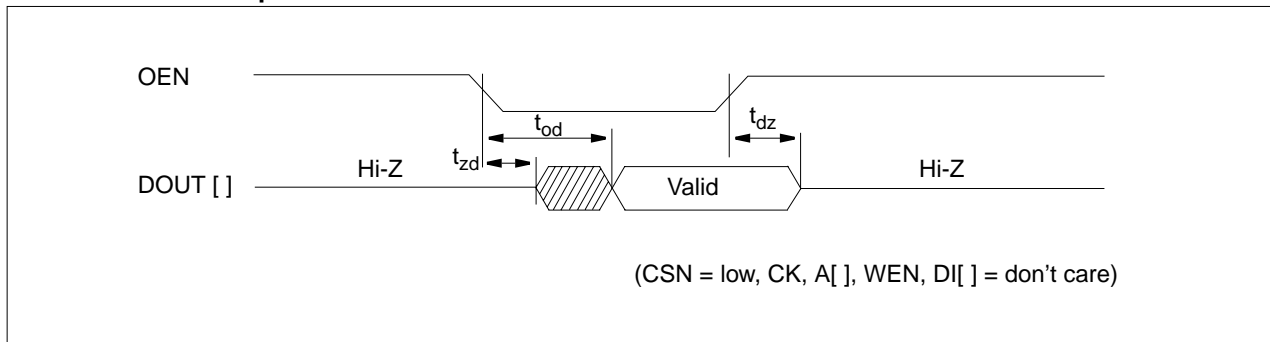 OEN
t_od
t_dz
t_zd
Hi-Z
Hi-Z
DOUT [ ]
Valid
(CSN = low, CK, A[ ], WEN, DI[ ] = don't care)